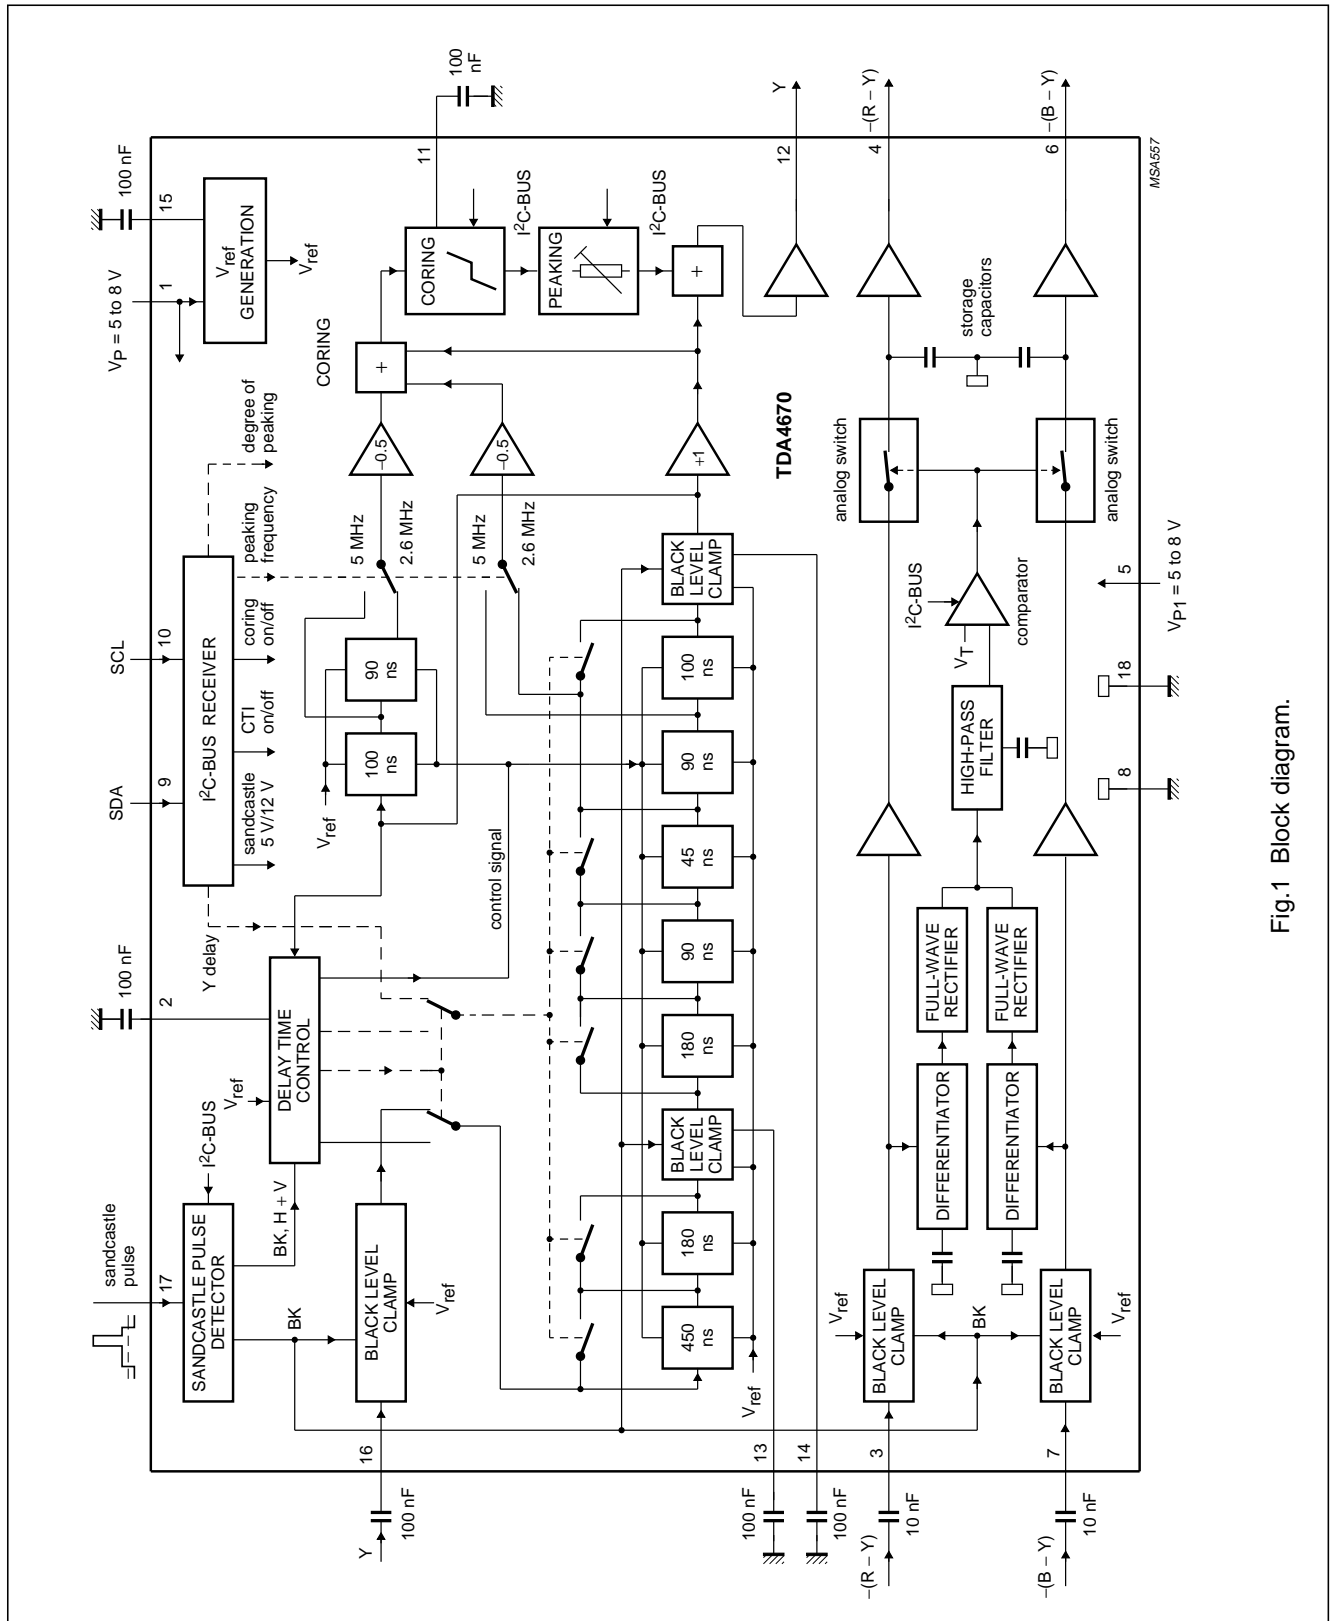 SDA
SCL
VP = 5 to 8 V
100 nF
100 nF
sandcastle
pulse
17
2
9
10
1
15
SANDCASTLE PULSE
DETECTOR
I2C-BUS
I2C-BUS RECEIVER
Vref
GENERATION
Vref
Y delay
sandcastle
5 V/12 V
CTI
on/off
coring
on/off
peaking
frequency
degree of
peaking
BK, H + V
BK
Vref
DELAY TIME
CONTROL
Vref
100
ns
90
ns
5 MHz
2.6 MHz
–0.5
CORING
+
CORING
11
100
nF
I2C-BUS
Y
100 nF
16
BLACK LEVEL
CLAMP
Vref
control signal
5 MHz
2.6 MHz
–0.5
PEAKING
I2C-BUS
+
450
ns
180
ns
BLACK
LEVEL
CLAMP
180
ns
90
ns
45
ns
90
ns
100
ns
BLACK
LEVEL
CLAMP
+1
Vref
12
Y
100 nF
13
100 nF
14
TDA4670
–(R – Y)
10 nF
3
Vref
BLACK LEVEL
CLAMP
analog switch
4
–(R – Y)
BK
DIFFERENTIATOR
FULL-WAVE
RECTIFIER
HIGH-PASS
FILTER
I2C-BUS
VT
comparator
storage
capacitors
DIFFERENTIATOR
FULL-WAVE
RECTIFIER
–(B – Y)
10 nF
7
BLACK LEVEL
CLAMP
Vref
analog switch
6
–(B – Y)
8
18
5
VP1 = 5 to 8 V
MSA557
Fig.1 Block diagram.